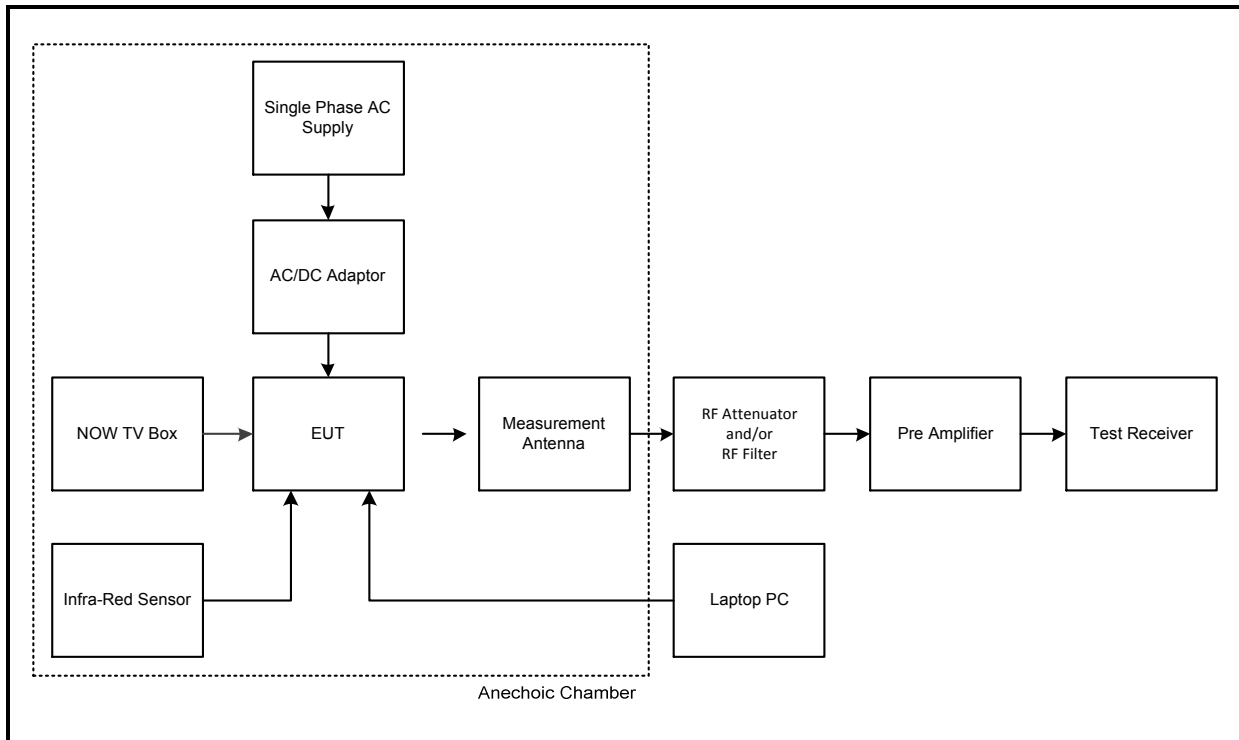 Single Phase AC
Supply
AC/DC Adaptor
NOW TV Box
EUT
Measurement
Antenna
RF Attenuator
and/or
RF Filter
Pre Amplifier
Test Receiver
Infra-Red Sensor
Laptop PC
Anechoic Chamber